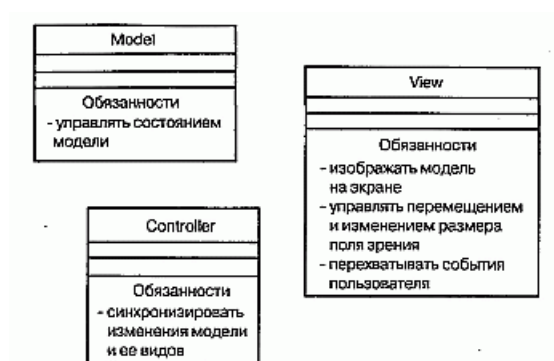 Model
Обязанности
- управлять состоянием
модели
View
Обязанности
- изображать модель
на экране
- управлять перемещением
и изменением размера
поля зрения
- перехватывать события
пользователя
Controller
Обязанности
- синхронизировать
изменения модели
и ее видов